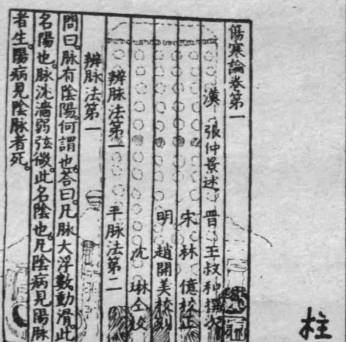 傷寒論卷第一
漢 張仲景述 晉 王叔和撰次
宋 林 億校正
明 趙開美校刻
沈 琳仝校
辨脉法第一 平脉法第二
辨脉法第一
問曰。脉有陰陽。何謂也。答曰。凡脉大浮數動滑。此
名陽也。脉沈濇弱弦微。此名陰也。凡陰病見陽脉
者生。陽病見陰脉者死。
柱